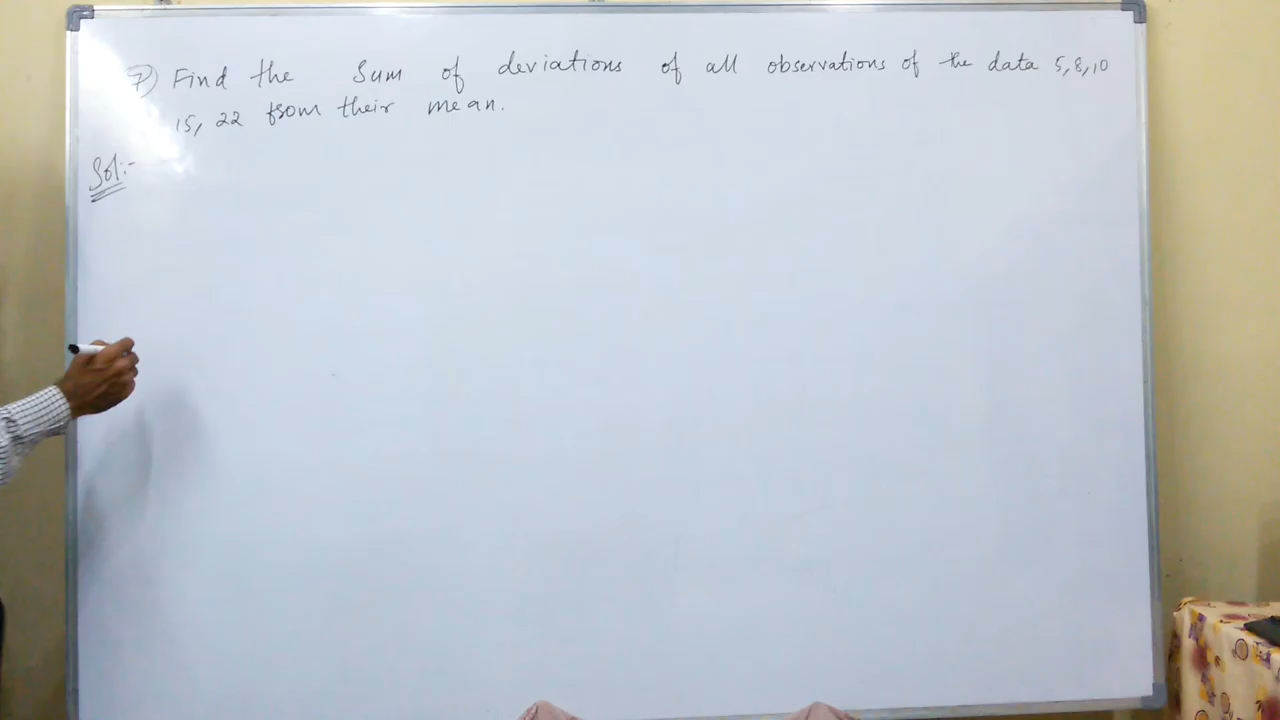 7) Find the Sum of deviations of all observations of the data 5, 8, 10
15, 22 from their mean.
Sol:-